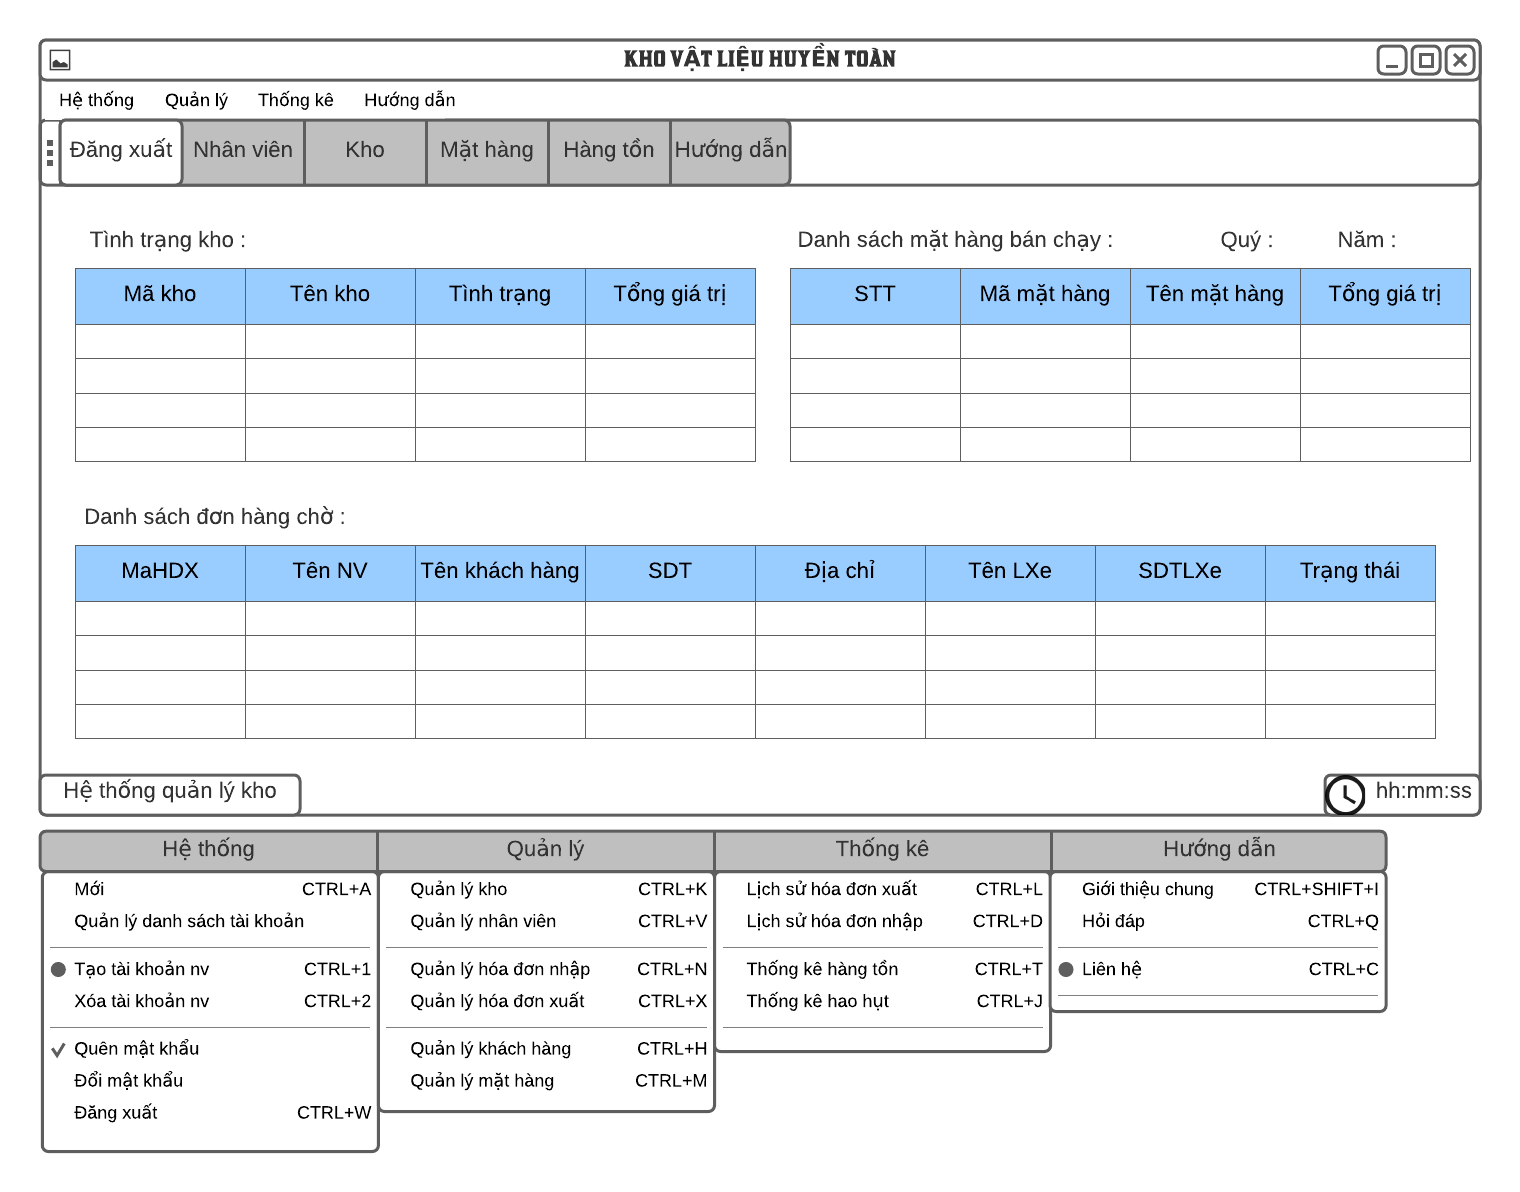 KHO VẬT LIỆU HUYỀN TOÀN
Hệ thống Quản lý Thống kê Hướng dẫn
Đăng xuất Nhân viên Kho Mặt hàng Hàng tồn Hướng dẫn
Tình trạng kho : Danh sách mặt hàng bán chạy : Quý : Năm :
Mã kho Tên kho Tình trạng Tổng giá trị STT Mã mặt hàng Tên mặt hàng Tổng giá trị
Danh sách đơn hàng chờ :
MaHDX Tên NV Tên khách hàng SDT Địa chỉ Tên LXe SDTLXe Trạng thái
Hệ thống quản lý kho hh:mm:ss
Hệ thống Quản lý Thống kê Hướng dẫn
Mới CTRL+A
Quản lý danh sách tài khoản
Tạo tài khoản nv CTRL+1
Xóa tài khoản nv CTRL+2
Quên mật khẩu
Đổi mật khẩu
Đăng xuất CTRL+W
Quản lý kho CTRL+K
Quản lý nhân viên CTRL+V
Quản lý hóa đơn nhập CTRL+N
Quản lý hóa đơn xuất CTRL+X
Quản lý khách hàng CTRL+H
Quản lý mặt hàng CTRL+M
Lịch sử hóa đơn xuất CTRL+L
Lịch sử hóa đơn nhập CTRL+D
Thống kê hàng tồn CTRL+T
Thống kê hao hụt CTRL+J
Giới thiệu chung CTRL+SHIFT+I
Hỏi đáp CTRL+Q
Liên hệ CTRL+C